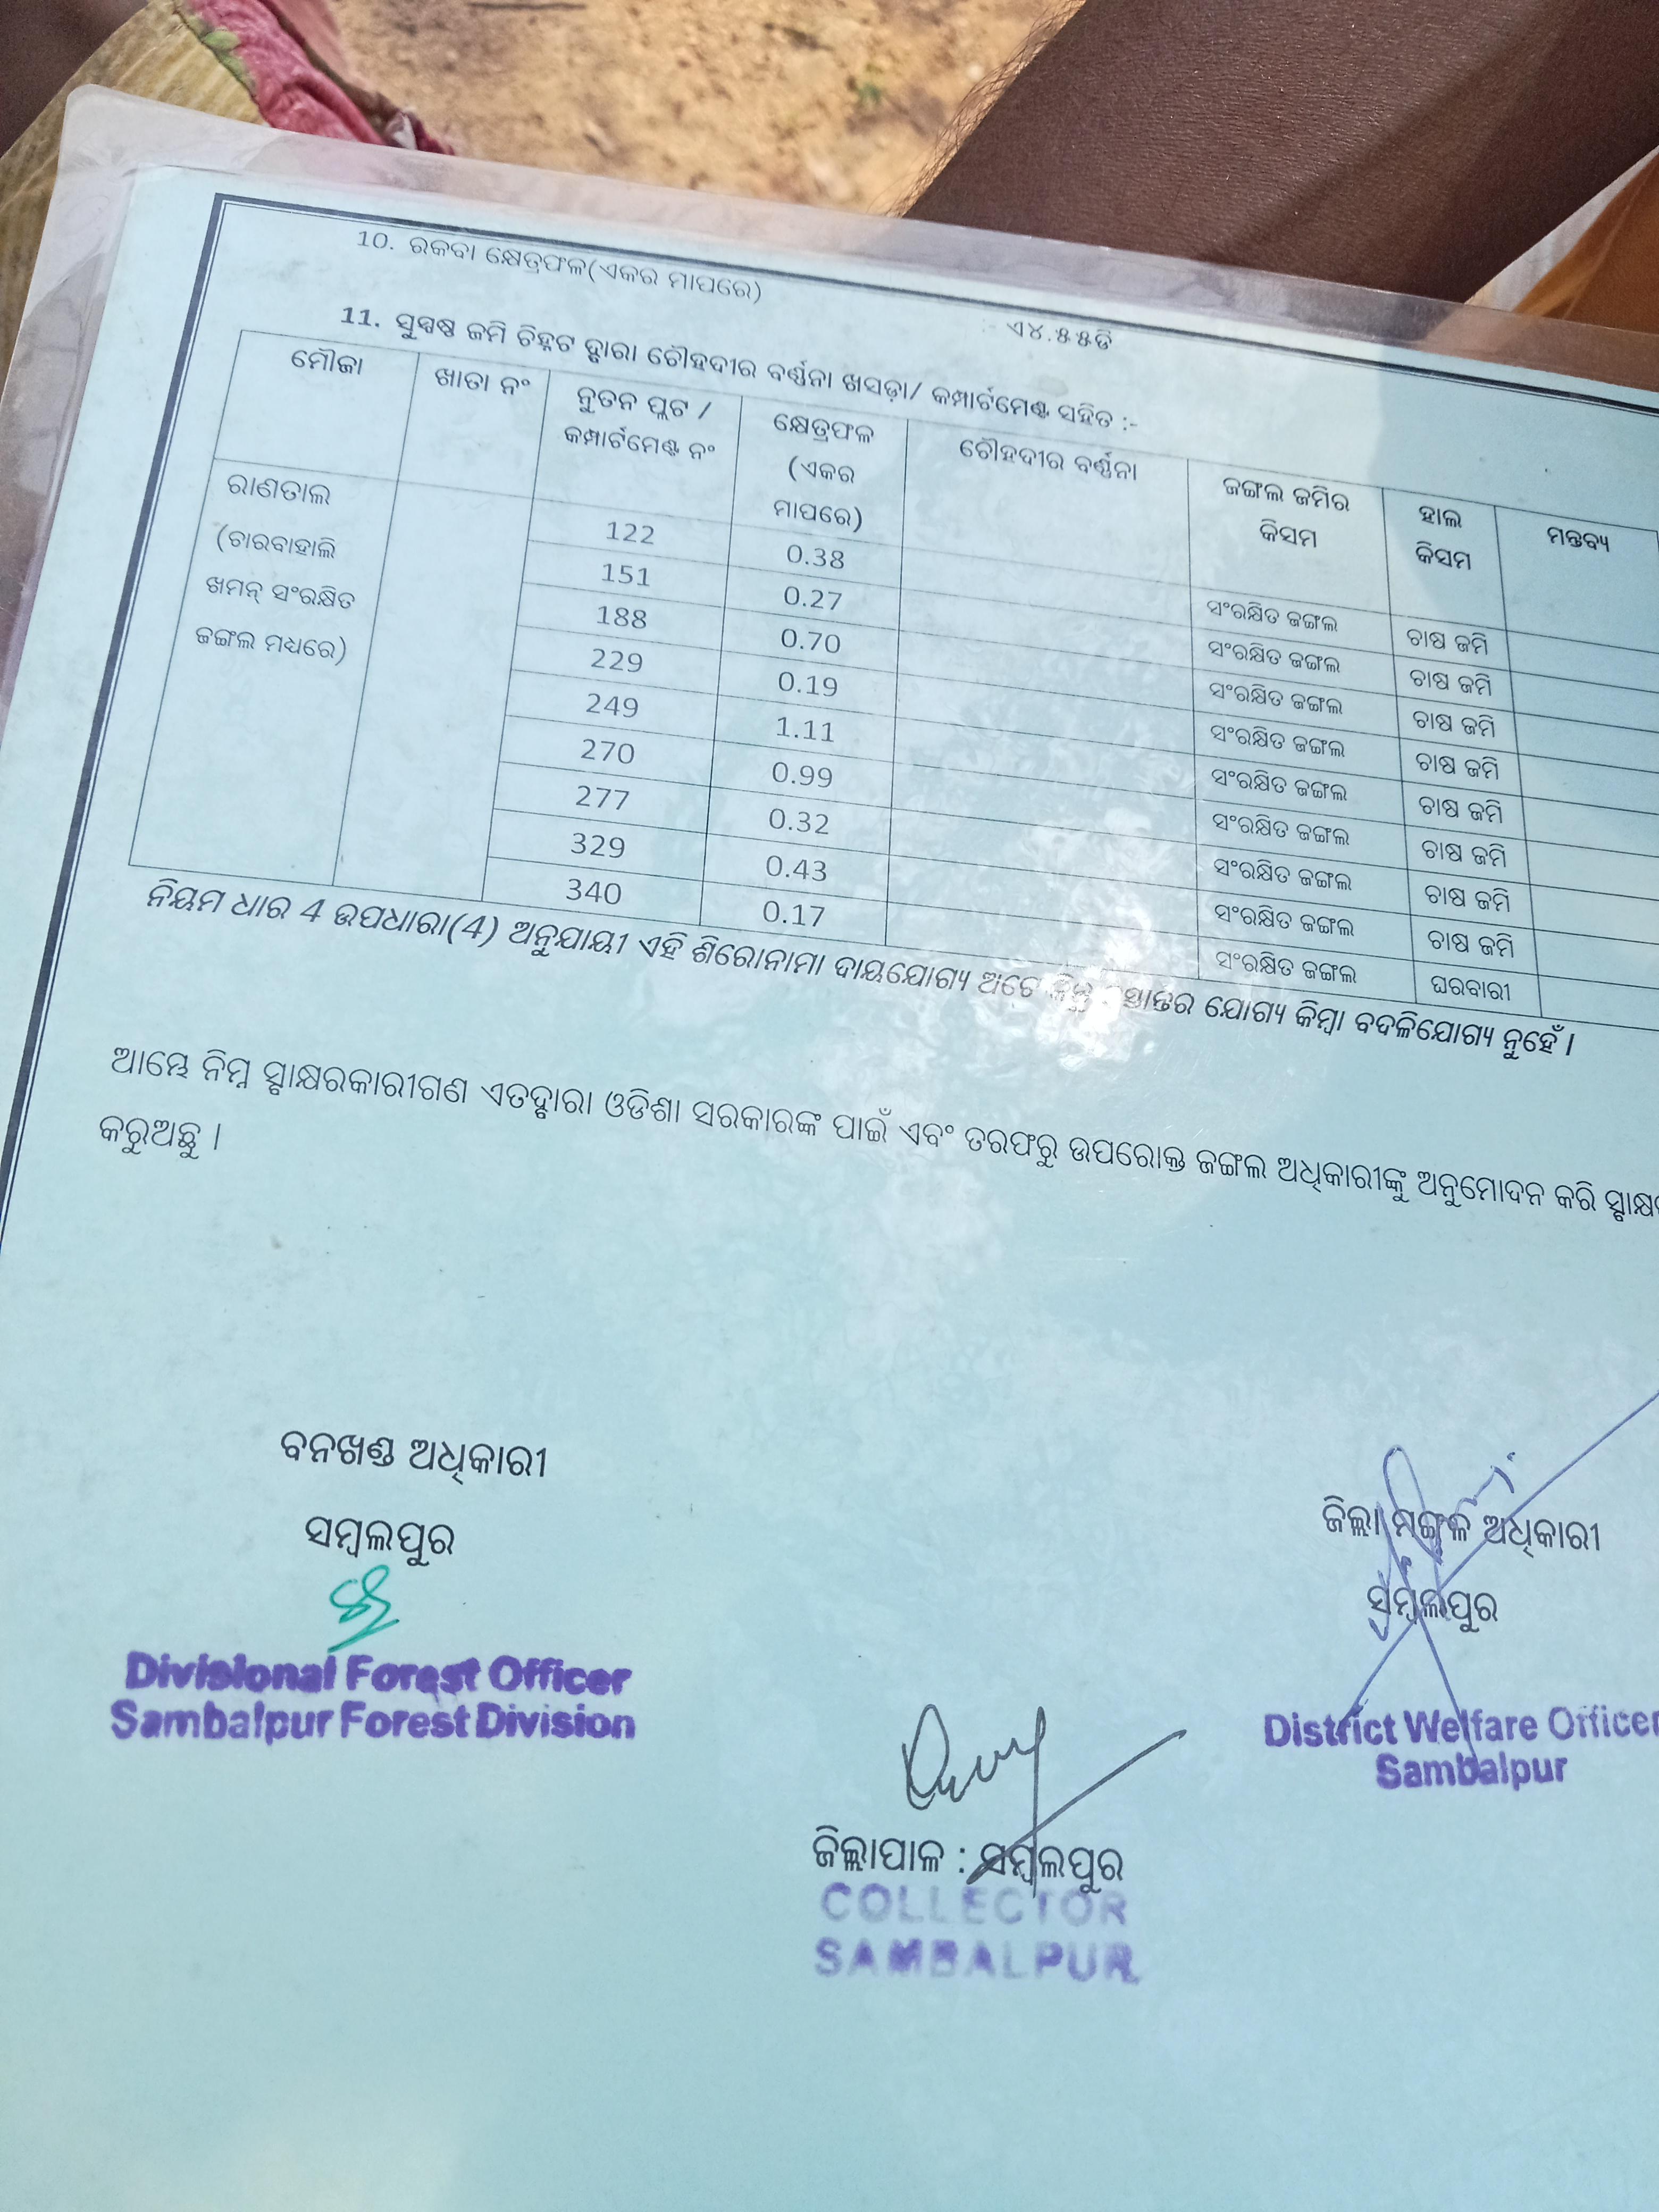 10. ରକବା କ୍ଷେତ୍ରଫଳ(ଏକର ମାପରେ) :- ଏ୪.୫୫ଡି
11. ସୁସ୍ପଷ୍ଟ ଜମି ଚିହ୍ନଟ ଦ୍ଵାରା ଚୌହଦୀର ବର୍ଣ୍ଣନା ଖସଡ଼ା/ କମ୍ପାର୍ଟମେଣ୍ଟ ସହିତ :-
ମୌଜା ଖାତା ନଂ ନୁତନ ପ୍ଲଟ / କମ୍ପାର୍ଟମେଣ୍ଟ ନଂ କ୍ଷେତ୍ରଫଳ (ଏକର ମାପରେ) ଚୌହଦୀର ବର୍ଣ୍ଣନା ଜଙ୍ଗଲ ଜମିର କିସମ ହାଲ କିସମ ମନ୍ତବ୍ୟ
ରାଣତାଲ
(ଚାରବାହାଲି
ଖମନ୍ ସଂରକ୍ଷିତ
ଜଙ୍ଗଲ ମଧ୍ୟରେ)
122 0.38 ସଂରକ୍ଷିତ ଜଙ୍ଗଲ ଚାଷ ଜମି
151 0.27 ସଂରକ୍ଷିତ ଜଙ୍ଗଲ ଚାଷ ଜମି
188 0.70 ସଂରକ୍ଷିତ ଜଙ୍ଗଲ ଚାଷ ଜମି
229 0.19 ସଂରକ୍ଷିତ ଜଙ୍ଗଲ ଚାଷ ଜମି
249 1.11 ସଂରକ୍ଷିତ ଜଙ୍ଗଲ ଚାଷ ଜମି
270 0.99 ସଂରକ୍ଷିତ ଜଙ୍ଗଲ ଚାଷ ଜମି
277 0.32 ସଂରକ୍ଷିତ ଜଙ୍ଗଲ ଚାଷ ଜମି
329 0.43 ସଂରକ୍ଷିତ ଜଙ୍ଗଲ ଚାଷ ଜମି
340 0.17 ସଂରକ୍ଷିତ ଜଙ୍ଗଲ ଘରବାରୀ
ନିୟମ ଧାର 4 ଉପଧାରା(4) ଅନୁଯାୟୀ ଏହି ଶିରୋନାମା ଦାୟଯୋଗ୍ୟ ଅଟେ ଯୋଗ୍ୟ କିମ୍ବା ବଦଳିଯୋଗ୍ୟ ନୁହେଁ ।
ଆମ୍ଭେ ନିମ୍ନ ସ୍ଵାକ୍ଷରକାରୀଗଣ ଏତଦ୍ଵାରା ଓଡିଶା ସରକାରଙ୍କ ପାଇଁ ଏବଂ ତରଫରୁ ଉପରୋକ୍ତ ଜଙ୍ଗଲ ଅଧିକାରୀଙ୍କୁ ଅନୁମୋଦନ କରି
କରୁଅଛୁ ।
ବନଖଣ୍ଡ ଅଧିକାରୀ
ସମ୍ବଲପୁର
Divisional Forest Officer
Sambalpur Forest Division
ଜିଲ୍ଲା ମଙ୍ଗଳ ଅଧିକାରୀ
ସମ୍ବଲପୁର
District Welfare Officer
Sambalpur
ଜିଲ୍ଲାପାଳ : ସମ୍ବଲପୁର
COLLECTOR
SAMBALPUR